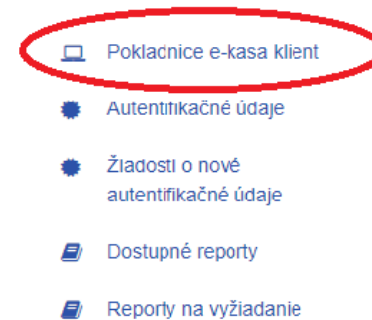 Pokladnice e-kasa klient
Autentifikačné údaje
Žiadosti o nové
autentifikačné údaje
Dostupné reporty
Reporty na vyžiadanie